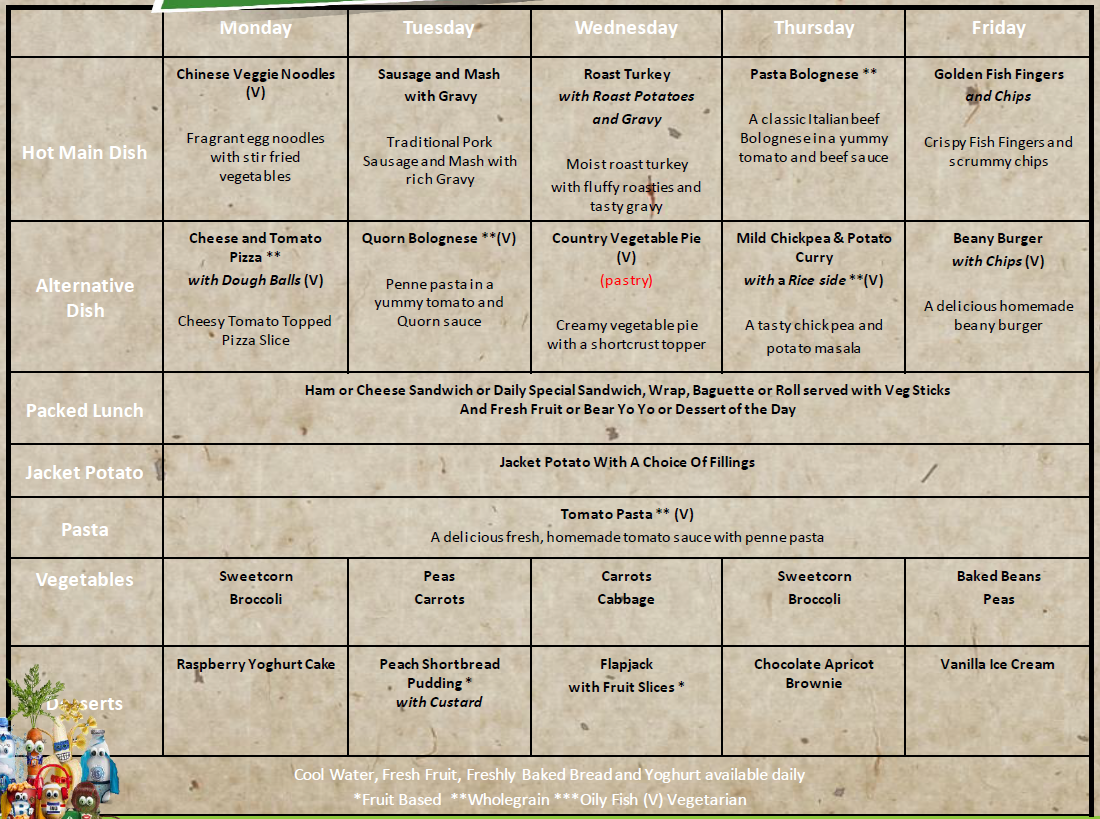 Monday Tuesday Wednesday Thursday Friday
Hot Main Dish
Chinese Veggie Noodles
(V)
Fragrant egg noodles
with stir fried
vegetables
Sausage and Mash
with Gravy
Traditional Pork
Sausage and Mash with
rich Gravy
Roast Turkey
with Roast Potatoes
and Gravy
Moist roast turkey
with fluffy roasties and
tasty gravy
Pasta Bolognese **
A classic Italian beef
Bolognese in a yummy
tomato and beef sauce
Golden Fish Fingers
and Chips
Crispy Fish Fingers and
scrummy chips
Alternative
Dish
Cheese and Tomato
Pizza **
with Dough Balls (V)
Cheesy Tomato Topped
Pizza Slice
Quorn Bolognese **(V)
Penne pasta in a
yummy tomato and
Quorn sauce
Country Vegetable Pie
(V)
(pastry)
Creamy vegetable pie
with a shortcrust topper
Mild Chickpea & Potato
Curry
with a Rice side **(V)
A tasty chickpea and
potato masala
Beany Burger
with Chips (V)
A delicious homemade
beany burger
Packed Lunch
Ham or Cheese Sandwich or Daily Special Sandwich, Wrap, Baguette or Roll served with Veg Sticks
And Fresh Fruit or Bear Yo Yo or Dessert of the Day
Jacket Potato
Jacket Potato With A Choice Of Fillings
Pasta
Tomato Pasta ** (V)
A delicious fresh, homemade tomato sauce with penne pasta
Vegetables
Sweetcorn
Broccoli
Peas
Carrots
Carrots
Cabbage
Sweetcorn
Broccoli
Baked Beans
Peas
Desserts
Raspberry Yoghurt Cake
Peach Shortbread
Pudding *
with Custard
Flapjack
with Fruit Slices *
Chocolate Apricot
Brownie
Vanilla Ice Cream
Cool Water, Fresh Fruit, Freshly Baked Bread and Yoghurt available daily
*Fruit Based **Wholegrain ***Oily Fish (V) Vegetarian